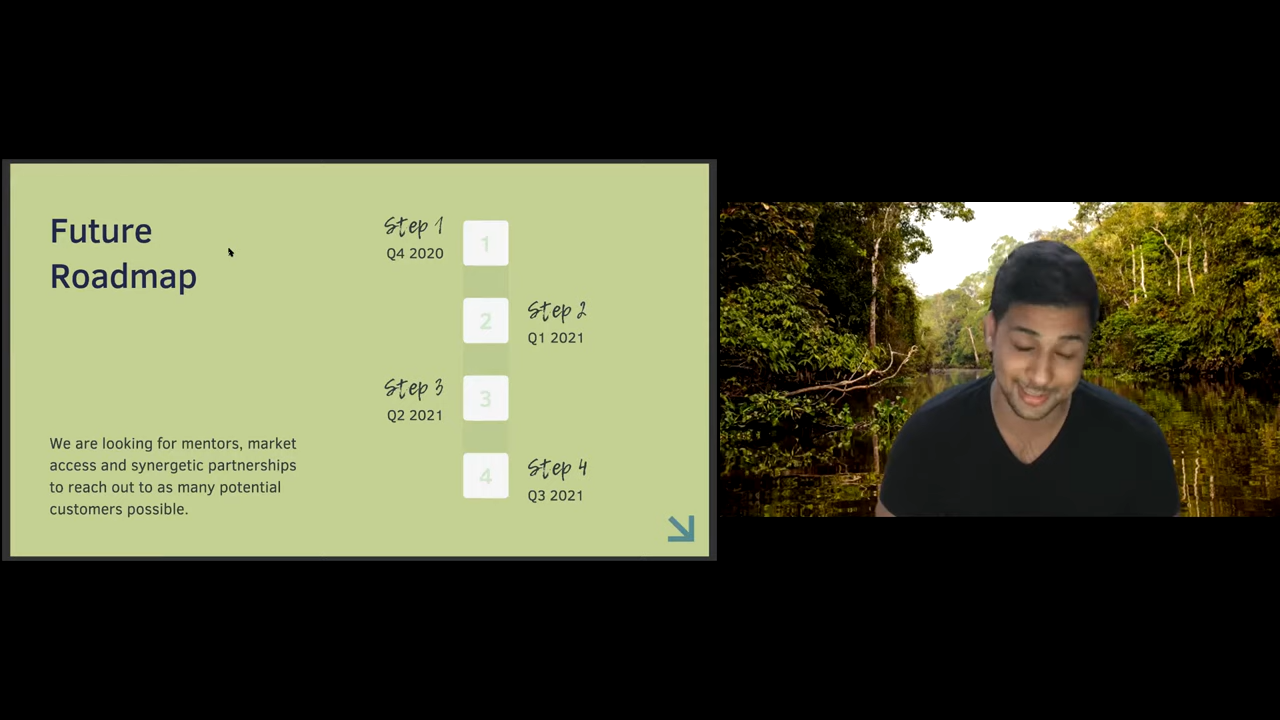 Future
Roadmap
We are looking for mentors, market
access and synergetic partnerships
to reach out to as many potential
customers possible.
Step 1
Q4 2020
1
2
Step 2
Q1 2021
Step 3
Q2 2021
3
4
Step 4
Q3 2021